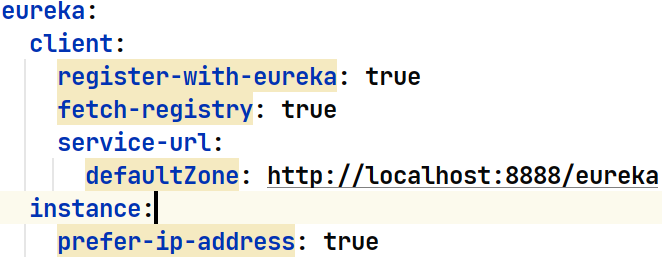 eureka:
  client:
    register-with-eureka: true
    fetch-registry: true
    service-url:
      defaultZone: http://localhost:8888/eureka
  instance:
    prefer-ip-address: true